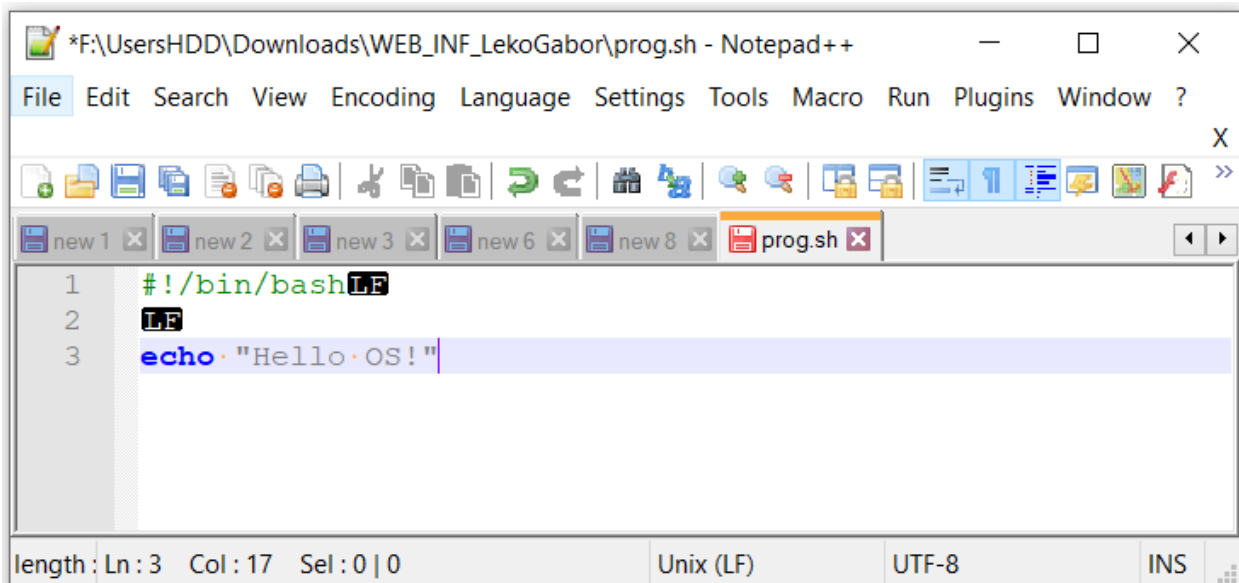 *F:\UsersHDD\Downloads\WEB_INF_LekoGabor\prog.sh - Notepad++
File Edit Search View Encoding Language Settings Tools Macro Run Plugins Window ?
X
new 1 new 2 new 3 new 6 new 8 prog.sh
1 #!/bin/bashLF
2 LF
3 echo "Hello OS!"
length : Ln : 3 Col : 17 Sel : 0 | 0 Unix (LF) UTF-8 INS